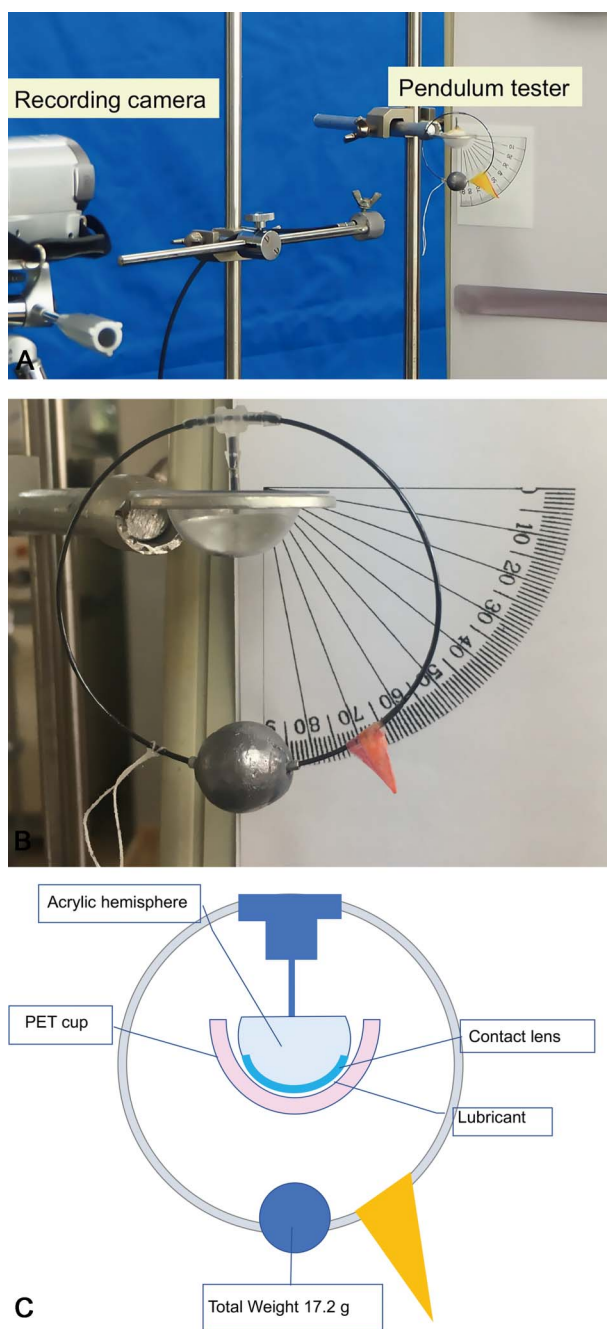 Recording camera
Pendulum tester
A
10
20
30
40
50
60
70
80
9
B
Acrylic hemisphere
PET cup
Contact lens
Lubricant
Total Weight 17.2 g
C